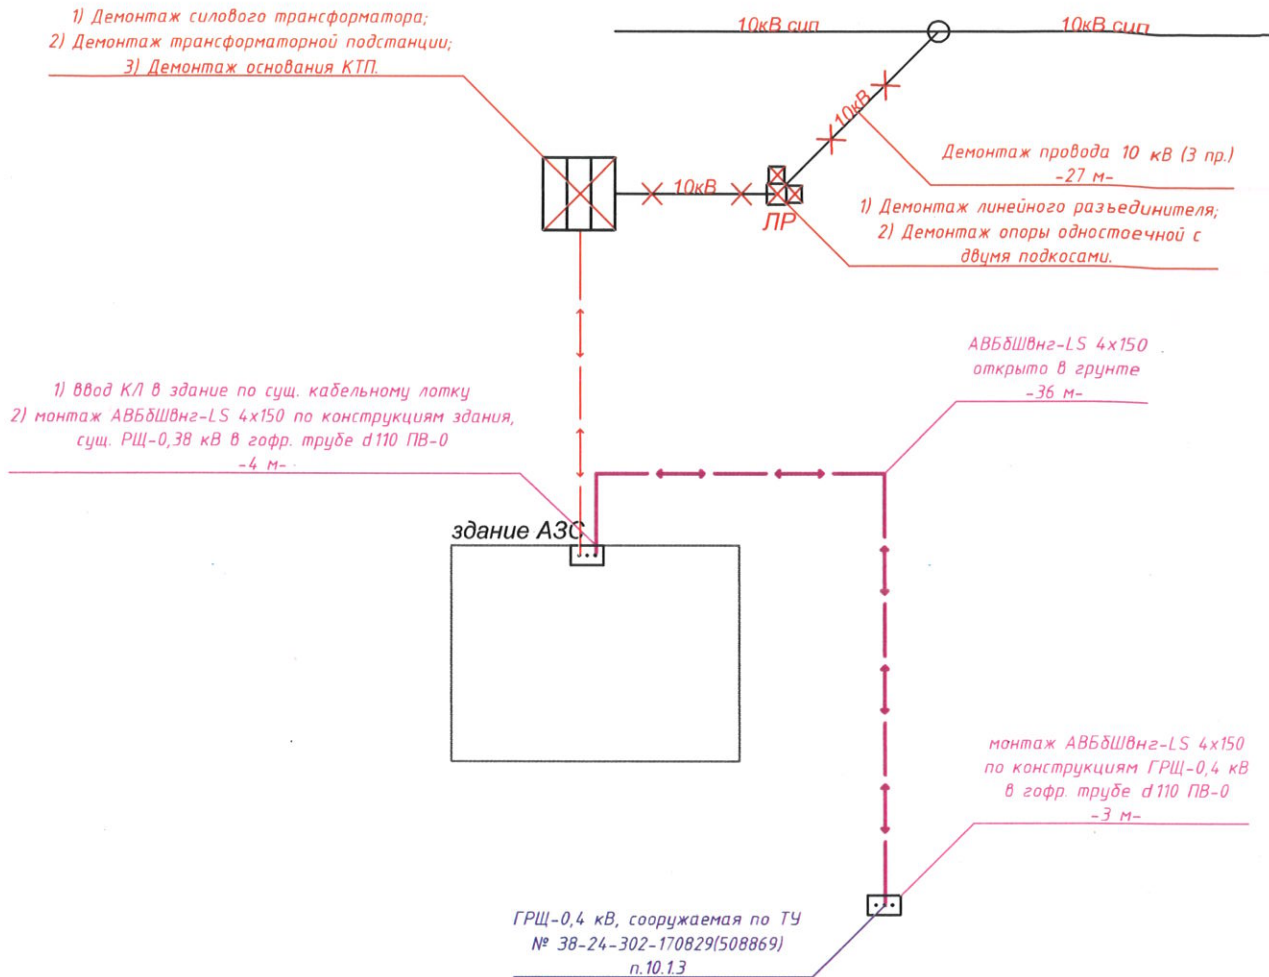 1) Демонтаж силового трансформатора;
2) Демонтаж трансформаторной подстанции;
3) Демонтаж основания КТП.
10кВ сип
10кВ сип
10кВ
Демонтаж провода 10 кВ (3 пр.)
-27 м-
10кВ
ЛР
1) Демонтаж линейного разъединителя;
2) Демонтаж опоры одностоечной с
двумя подкосами.
АВБбШвнг-LS 4х150
открыто в грунте
-36 м-
1) ввод КЛ в здание по сущ. кабельному лотку
2) монтаж АВБбШвнг-LS 4х150 по конструкциям здания,
сущ. РЩ-0,38 кВ в гофр. трубе d110 ПВ-0
-4 м-
здание АЗС
монтаж АВБбШвнг-LS 4х150
по конструкциям ГРЩ-0,4 кВ
в гофр. трубе d110 ПВ-0
-3 м-
ГРЩ-0,4 кВ, сооружаемая по ТУ
№ 38-24-302-170829(508869)
п.10.1.3